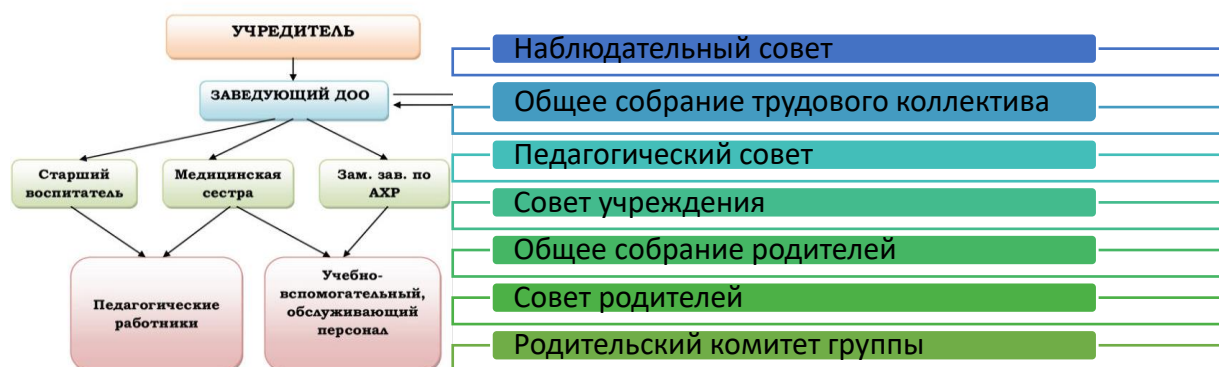 УЧРЕДИТЕЛЬ
ЗАВЕДУЮЩИЙ ДОО
Старший
воспитатель
Медицинская
сестра
Зам. зав. по
АХР
Педагогические
работники
Учебно-
вспомогательный,
обслуживающий
персонал
Наблюдательный совет
Общее собрание трудового коллектива
Педагогический совет
Совет учреждения
Общее собрание родителей
Совет родителей
Родительский комитет группы